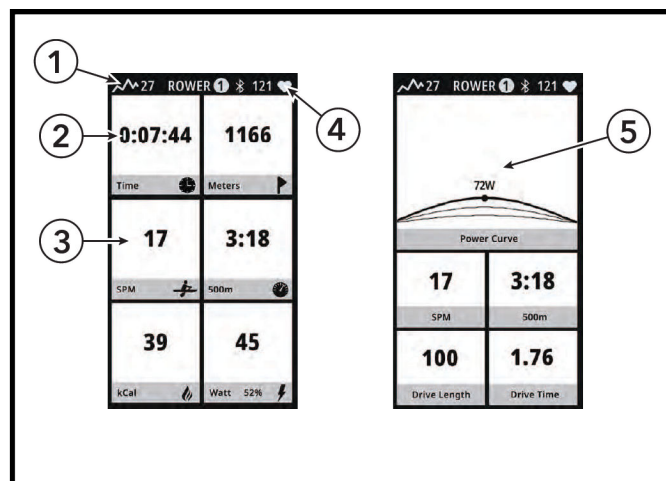 1
2
3
4
5
27 ROWER 1 121
0:07:44 1166
Time Meters
17 3:18
SPM 500m
39 45
kCal Watt 52%
27 ROWER 1 121
72W
Power Curve
17 3:18
SPM 500m
100 1.76
Drive Length Drive Time